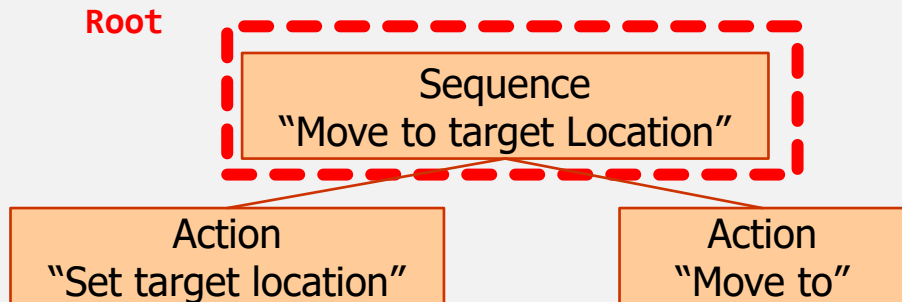 Root
Sequence
“Move to target Location”
Action
“Set target location”
Action
“Move to”